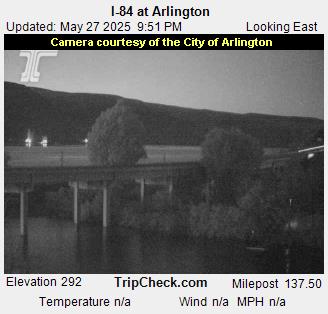 I-84 at Arlington
Updated: May 27 2025 9:51 PM Looking East
Camera courtesy of the City of Arlington
Elevation 292 TripCheck.com Milepost 137.50
Temperature n/a Wind n/a MPH n/a